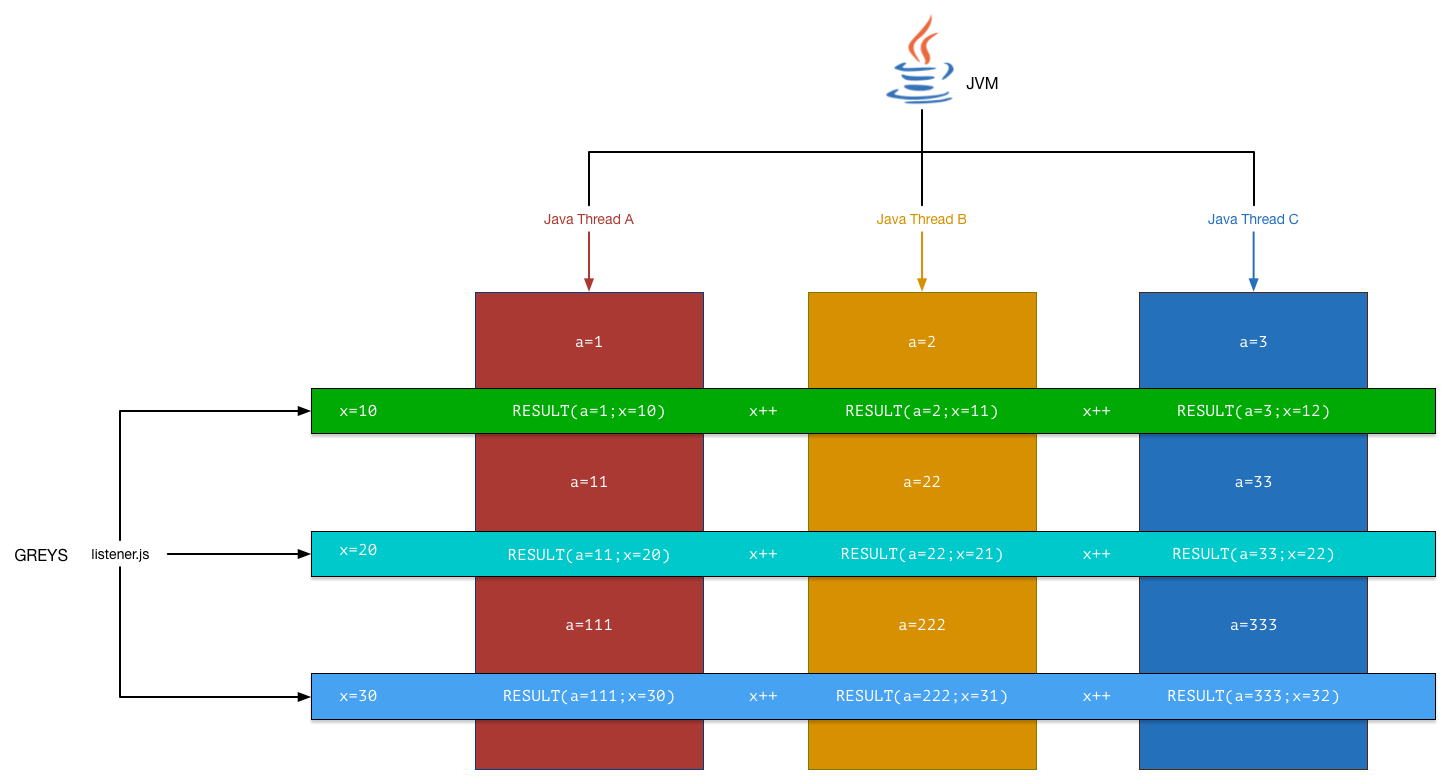 JVM
Java Thread A Java Thread B Java Thread C
a=1 a=2 a=3
x=10 RESULT(a=1;x=10) x++ RESULT(a=2;x=11) x++ RESULT(a=3;x=12)
a=11 a=22 a=33
GREYS listener.js x=20 RESULT(a=11;x=20) x++ RESULT(a=22;x=21) x++ RESULT(a=33;x=22)
a=111 a=222 a=333
x=30 RESULT(a=111;x=30) x++ RESULT(a=222;x=31) x++ RESULT(a=333;x=32)